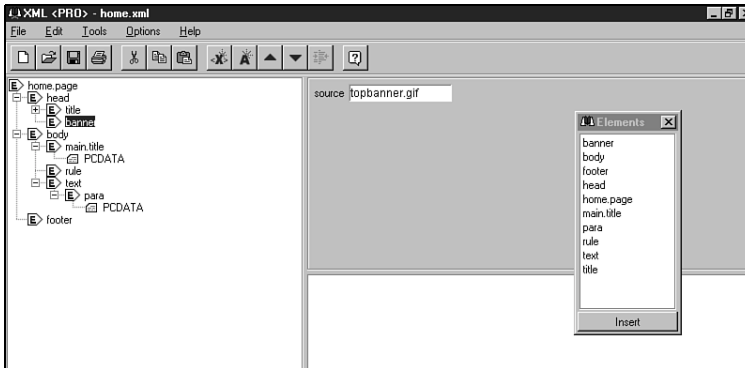 XML <PRO> - home.xml
File Edit Tools Options Help
home.page
head
title
banner
body
main.title
PCDATA
rule
text
para
PCDATA
footer
source topbanner.gif
Elements
banner
body
footer
head
home.page
main.title
para
rule
text
title
Insert